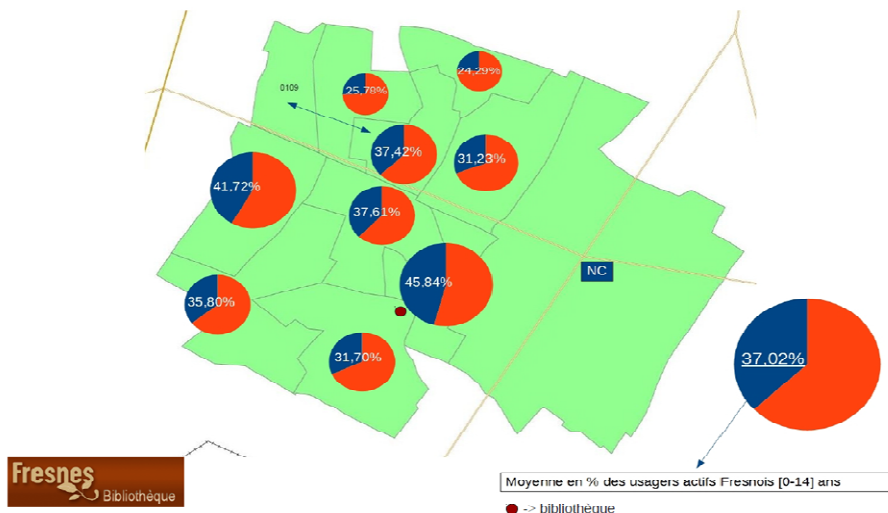 24,29%
25,78%
0109
37,42%
31,23%
41,72%
37,61%
NC
45,84%
35,80%
31,70%
37,02%
Fresnes
Bibliothèque
Moyenne en % des usagers actifs Fresnois [0-14] ans
-> bibliothèque